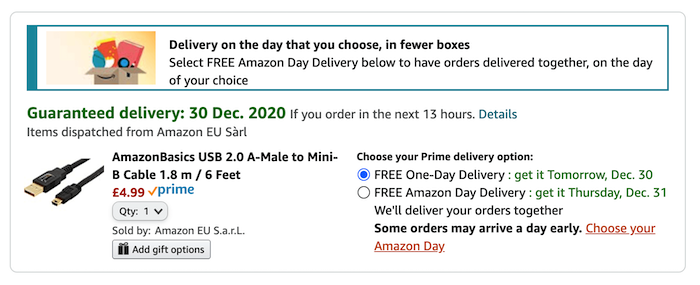 Delivery on the day that you choose, in fewer boxes
Select FREE Amazon Day Delivery below to have orders delivered together, on the day
of your choice
Guaranteed delivery: 30 Dec. 2020 If you order in the next 13 hours. Details
Items dispatched from Amazon EU Sàrl
AmazonBasics USB 2.0 A-Male to Mini-
B Cable 1.8 m / 6 Feet
£4.99 prime
Qty: 1
Sold by: Amazon EU S.a.r.L.
Add gift options
Choose your Prime delivery option:
FREE One-Day Delivery : get it Tomorrow, Dec. 30
FREE Amazon Day Delivery : get it Thursday, Dec. 31
We'll deliver your orders together
Some orders may arrive a day early. Choose your
Amazon Day